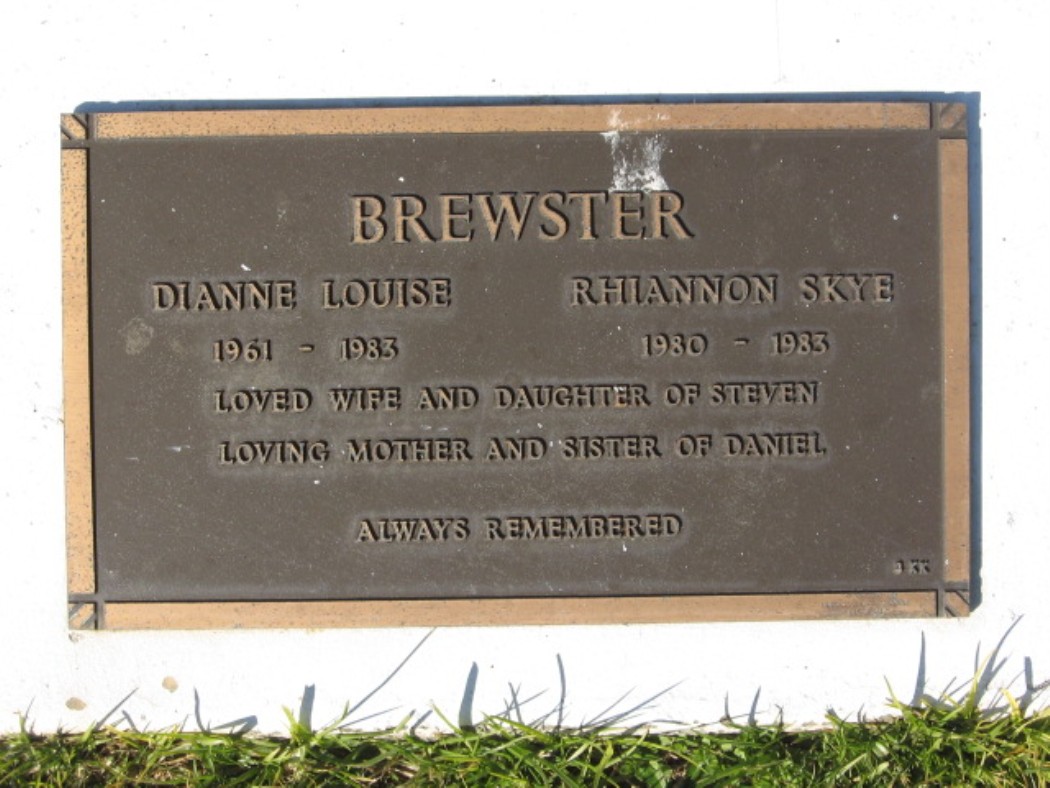 BREWSTER
DIANNE LOUISE RHIANNON SKYE
1961 - 1983 1980 - 1983
LOVED WIFE AND DAUGHTER OF STEVEN
LOVING MOTHER AND SISTER OF DANIEL
ALWAYS REMEMBERED